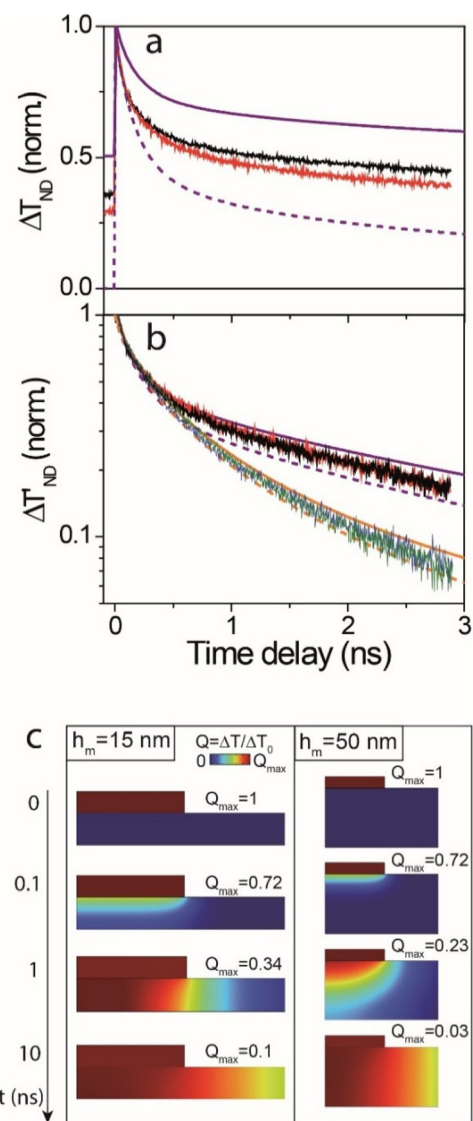 a
ΔT_ND (norm.)
1.0
0.5
0.0
b
ΔT'_ND (norm.)
1
0.1
0 1 2 3
Time delay (ns)
c
h_m=15 nm
Q=ΔT/ΔT_0
0 Q_max
h_m=50 nm
0
Q_max=1
Q_max=1
0.1
Q_max=0.72
Q_max=0.72
1
Q_max=0.34
Q_max=0.23
10
Q_max=0.1
Q_max=0.03
t (ns)